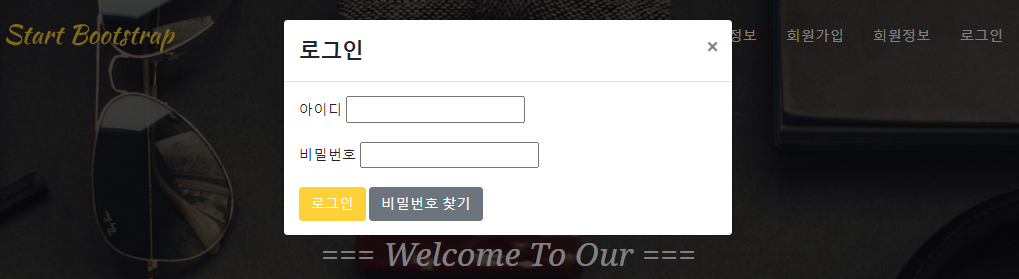 Start Bootstrap
정보 회원가입 회원정보 로그인
로그인 ×
아이디
비밀번호
로그인 비밀번호 찾기
=== Welcome To Our ===